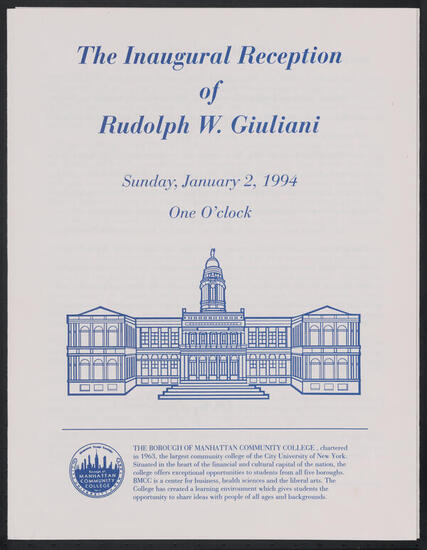 The Inaugural Reception
of
Rudolph W. Giuliani
Sunday, January 2, 1994
One O'clock
Borough of
MANHATTAN
COMMUNITY
COLLEGE
THE BOROUGH OF MANHATTAN COMMUNITY COLLEGE , chartered
in 1963, the largest community college of the City University of New York.
Situated in the heart of the financial and cultural capital of the nation, the
college offers exceptional opportunities to students from all five boroughs.
BMCC is a center for business, health sciences and the liberal arts. The
College has created a learning environment which gives students the
opportunity to share ideas with people of all ages and backgrounds.